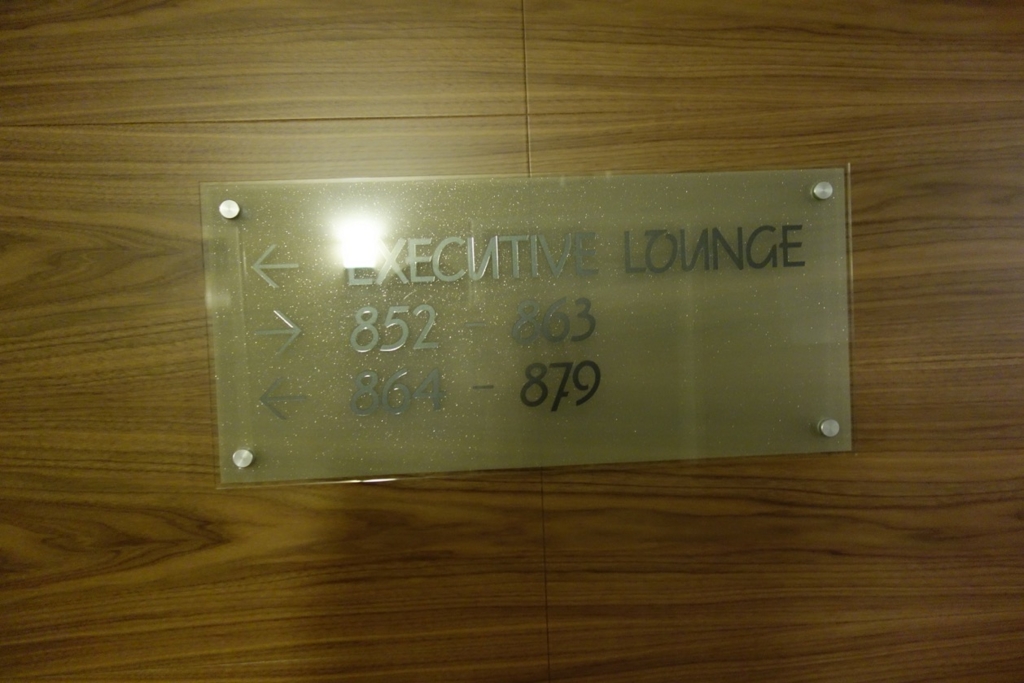 ← EXECUTIVE LOUNGE
→ 852 - 863
← 864 - 879